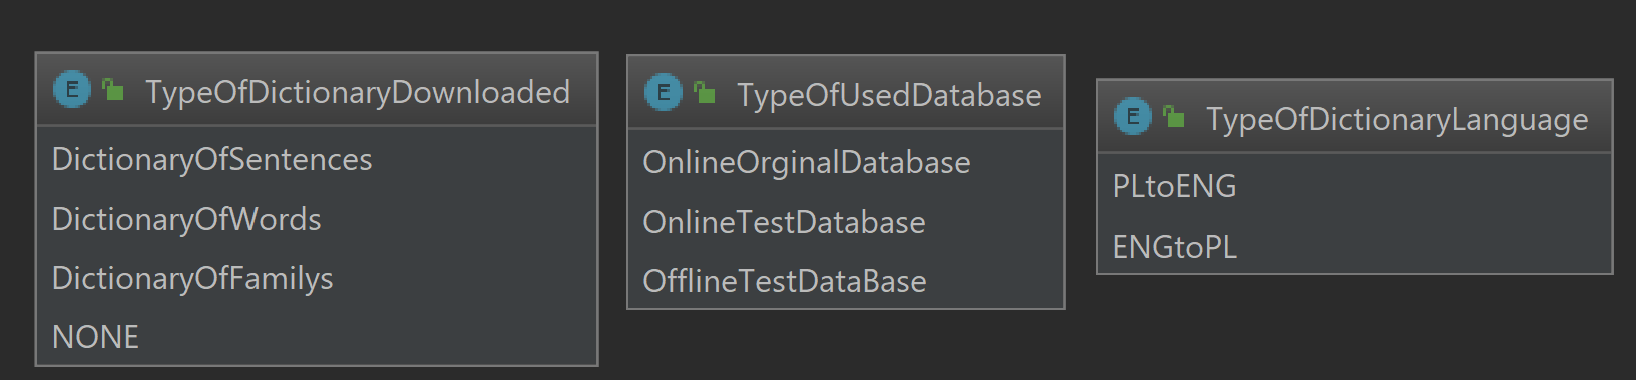 E TypeOfDictionaryDownloaded
DictionaryOfSentences
DictionaryOfWords
DictionaryOfFamilys
NONE
E TypeOfUsedDatabase
OnlineOrginalDatabase
OnlineTestDatabase
OfflineTestDataBase
E TypeOfDictionaryLanguage
PLtoENG
ENGtoPL